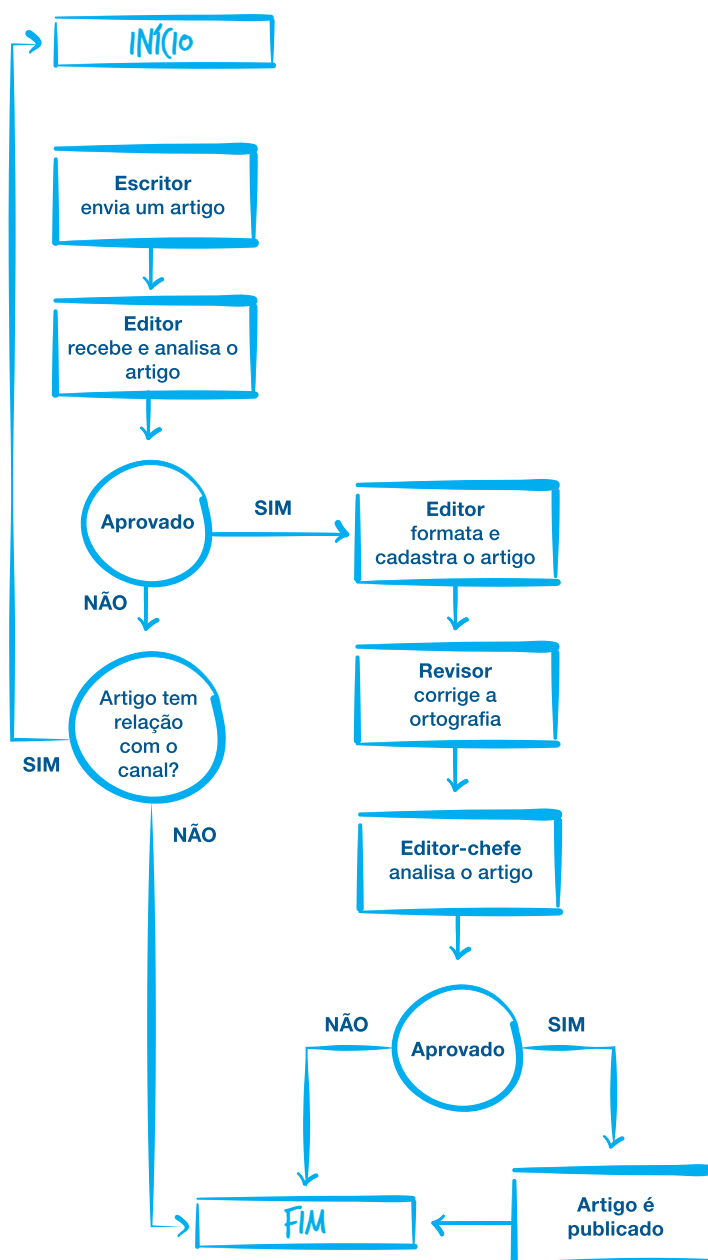 INÍCIO
Escritor
envia um artigo
Editor
recebe e analisa o
artigo
Aprovado
SIM
Editor
formata e
cadastra o artigo
NÃO
Revisor
corrige a
ortografia
Artigo tem
relação
com o
canal?
SIM
NÃO
Editor-chefe
analisa o artigo
NÃO
SIM
Aprovado
FIM
Artigo é
publicado